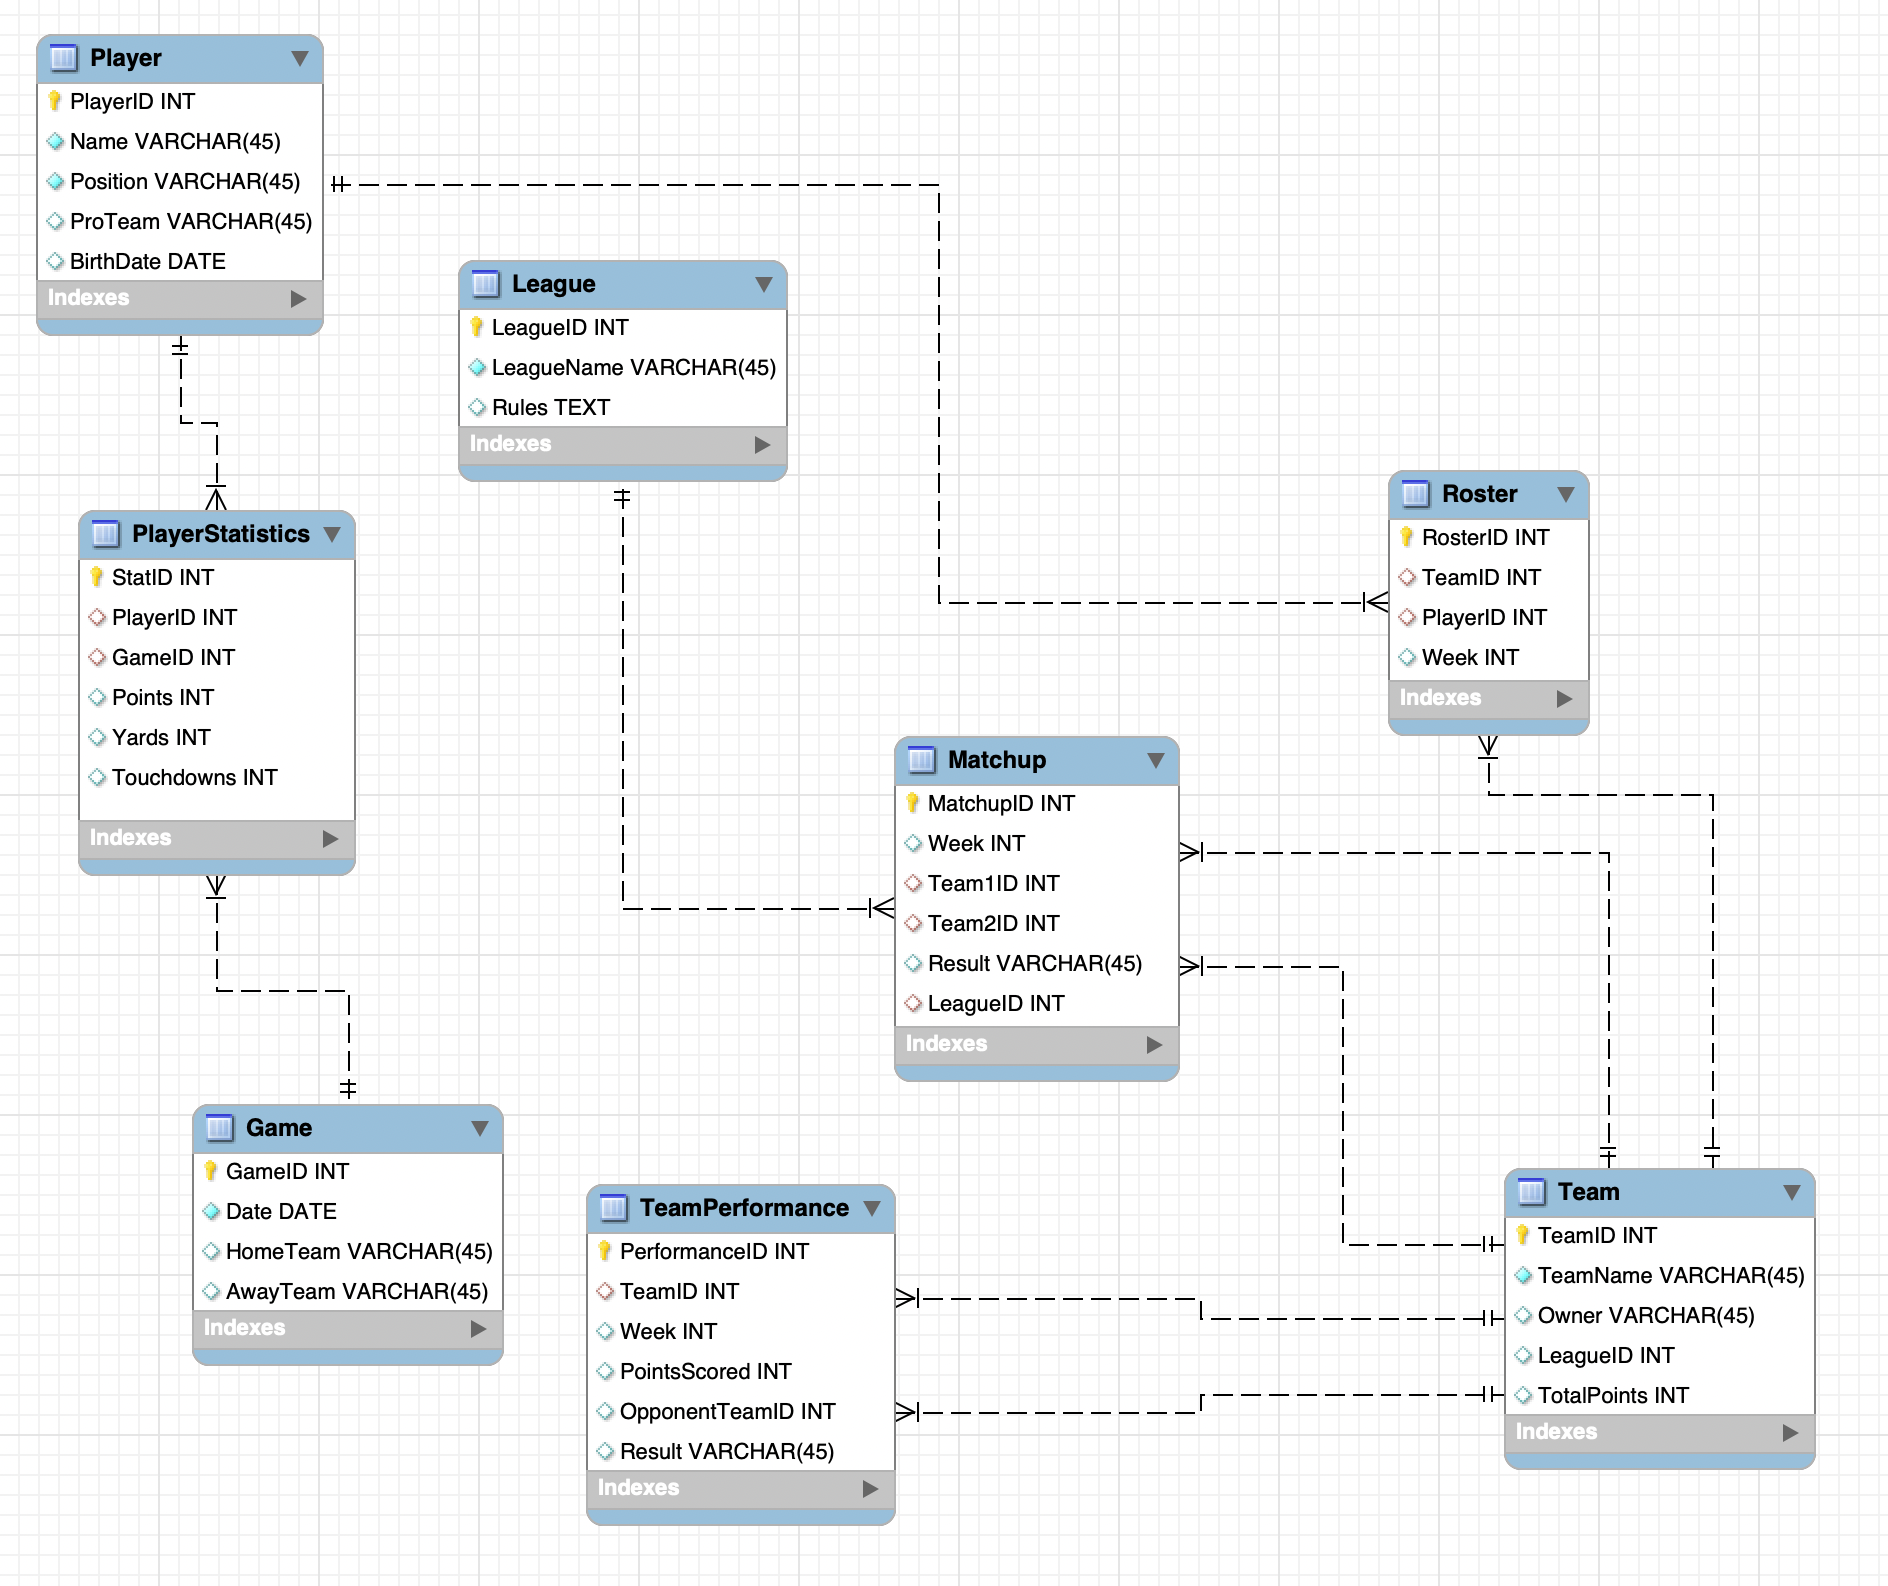 Player
PlayerID INT
Name VARCHAR(45)
Position VARCHAR(45)
ProTeam VARCHAR(45)
BirthDate DATE
Indexes
League
LeagueID INT
LeagueName VARCHAR(45)
Rules TEXT
Indexes
Roster
RosterID INT
TeamID INT
PlayerID INT
Week INT
Indexes
PlayerStatistics
StatID INT
PlayerID INT
GameID INT
Points INT
Yards INT
Touchdowns INT
Indexes
Matchup
MatchupID INT
Week INT
Team1ID INT
Team2ID INT
Result VARCHAR(45)
LeagueID INT
Indexes
Game
GameID INT
Date DATE
HomeTeam VARCHAR(45)
AwayTeam VARCHAR(45)
Indexes
TeamPerformance
PerformanceID INT
TeamID INT
Week INT
PointsScored INT
OpponentTeamID INT
Result VARCHAR(45)
Indexes
Team
TeamID INT
TeamName VARCHAR(45)
Owner VARCHAR(45)
LeagueID INT
TotalPoints INT
Indexes